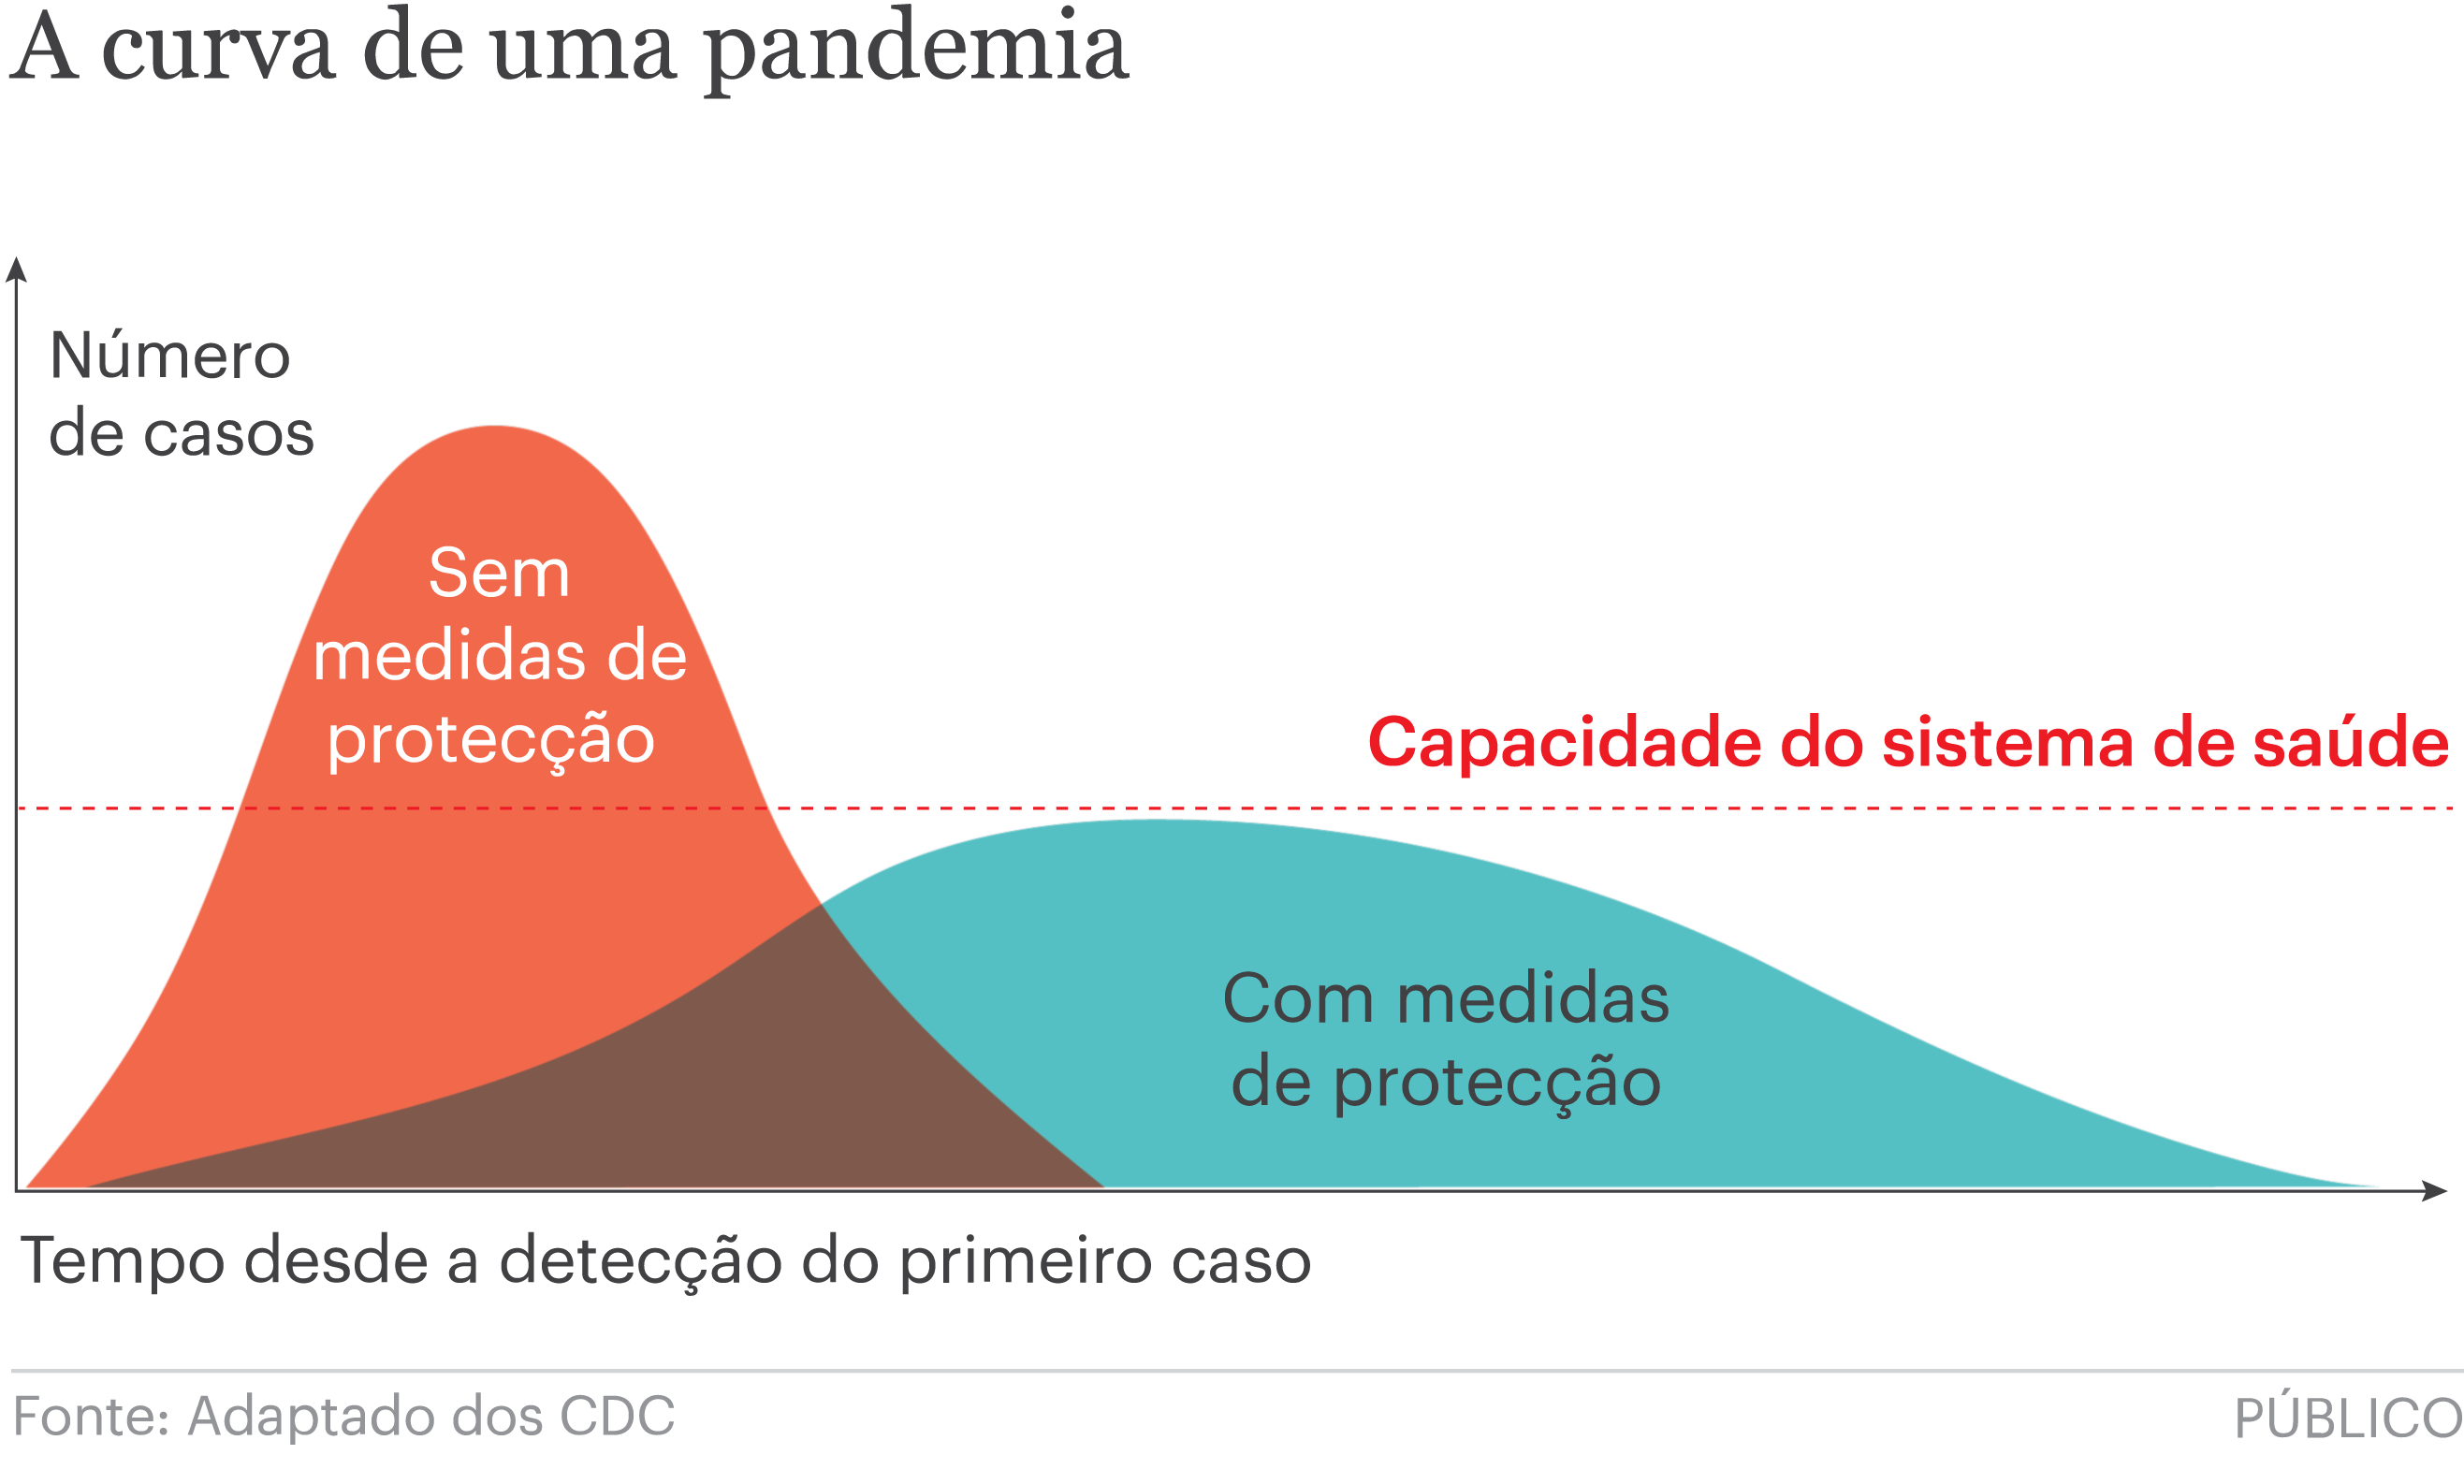 A curva de uma pandemia
Número
de casos
Sem
medidas de
protecção
Capacidade do sistema de saúde
Com medidas
de protecção
Tempo desde a detecção do primeiro caso
Fonte: Adaptado dos CDC
PÚBLICO